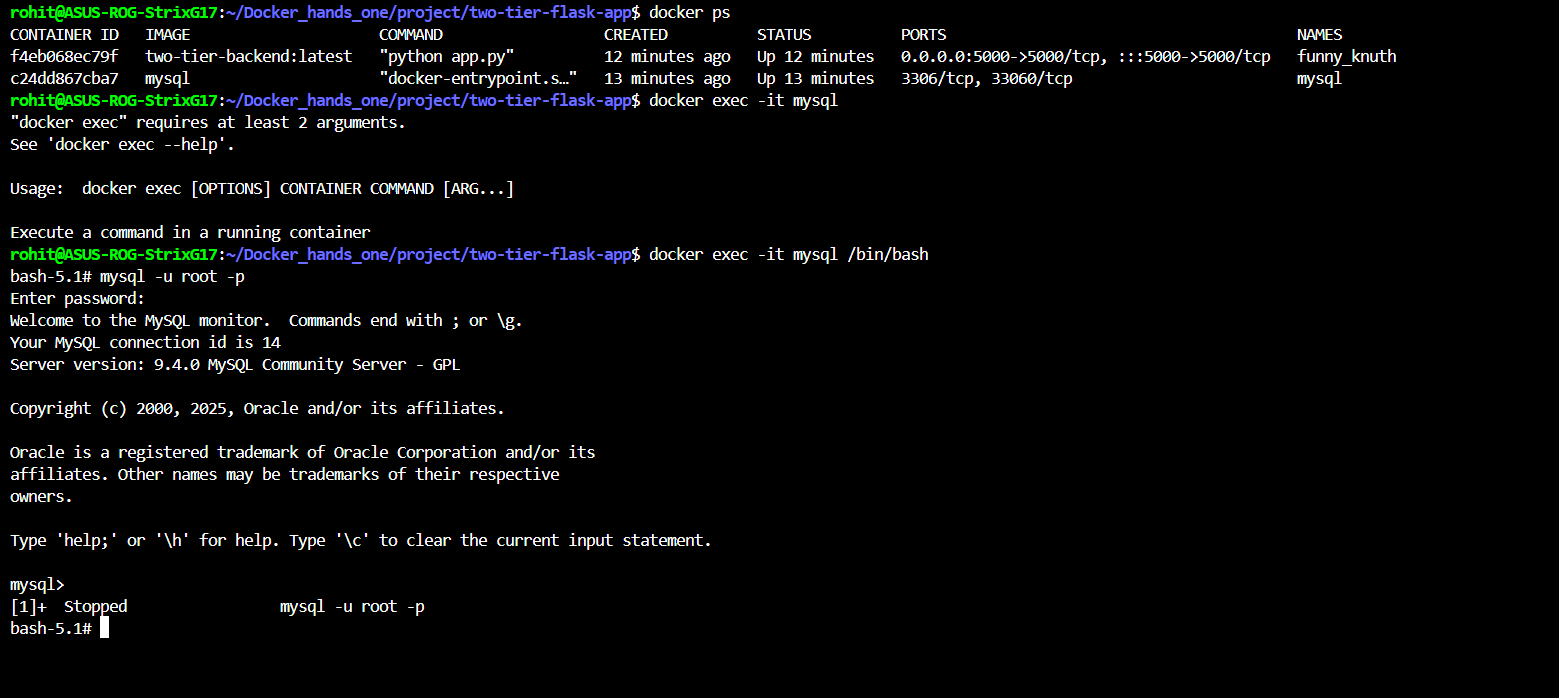 rohit@ASUS-ROG-StrixG17:~/Docker_hands_one/project/two-tier-flask-app$ docker ps
CONTAINER ID   IMAGE                     COMMAND                  CREATED          STATUS          PORTS                                       NAMES
f4eb068ec79f   two-tier-backend:latest   "python app.py"          12 minutes ago   Up 12 minutes   0.0.0.0:5000->5000/tcp, :::5000->5000/tcp   funny_knuth
c24dd867cba7   mysql                     "docker-entrypoint.s…"   13 minutes ago   Up 13 minutes   3306/tcp, 33060/tcp                         mysql
rohit@ASUS-ROG-StrixG17:~/Docker_hands_one/project/two-tier-flask-app$ docker exec -it mysql
"docker exec" requires at least 2 arguments.
See 'docker exec --help'.
Usage:  docker exec [OPTIONS] CONTAINER COMMAND [ARG...]
Execute a command in a running container
rohit@ASUS-ROG-StrixG17:~/Docker_hands_one/project/two-tier-flask-app$ docker exec -it mysql /bin/bash
bash-5.1# mysql -u root -p
Enter password:
Welcome to the MySQL monitor.  Commands end with ; or \g.
Your MySQL connection id is 14
Server version: 9.4.0 MySQL Community Server - GPL
Copyright (c) 2000, 2025, Oracle and/or its affiliates.
Oracle is a registered trademark of Oracle Corporation and/or its
affiliates. Other names may be trademarks of their respective
owners.
Type 'help;' or '\h' for help. Type '\c' to clear the current input statement.
mysql>
[1]+  Stopped                 mysql -u root -p
bash-5.1#